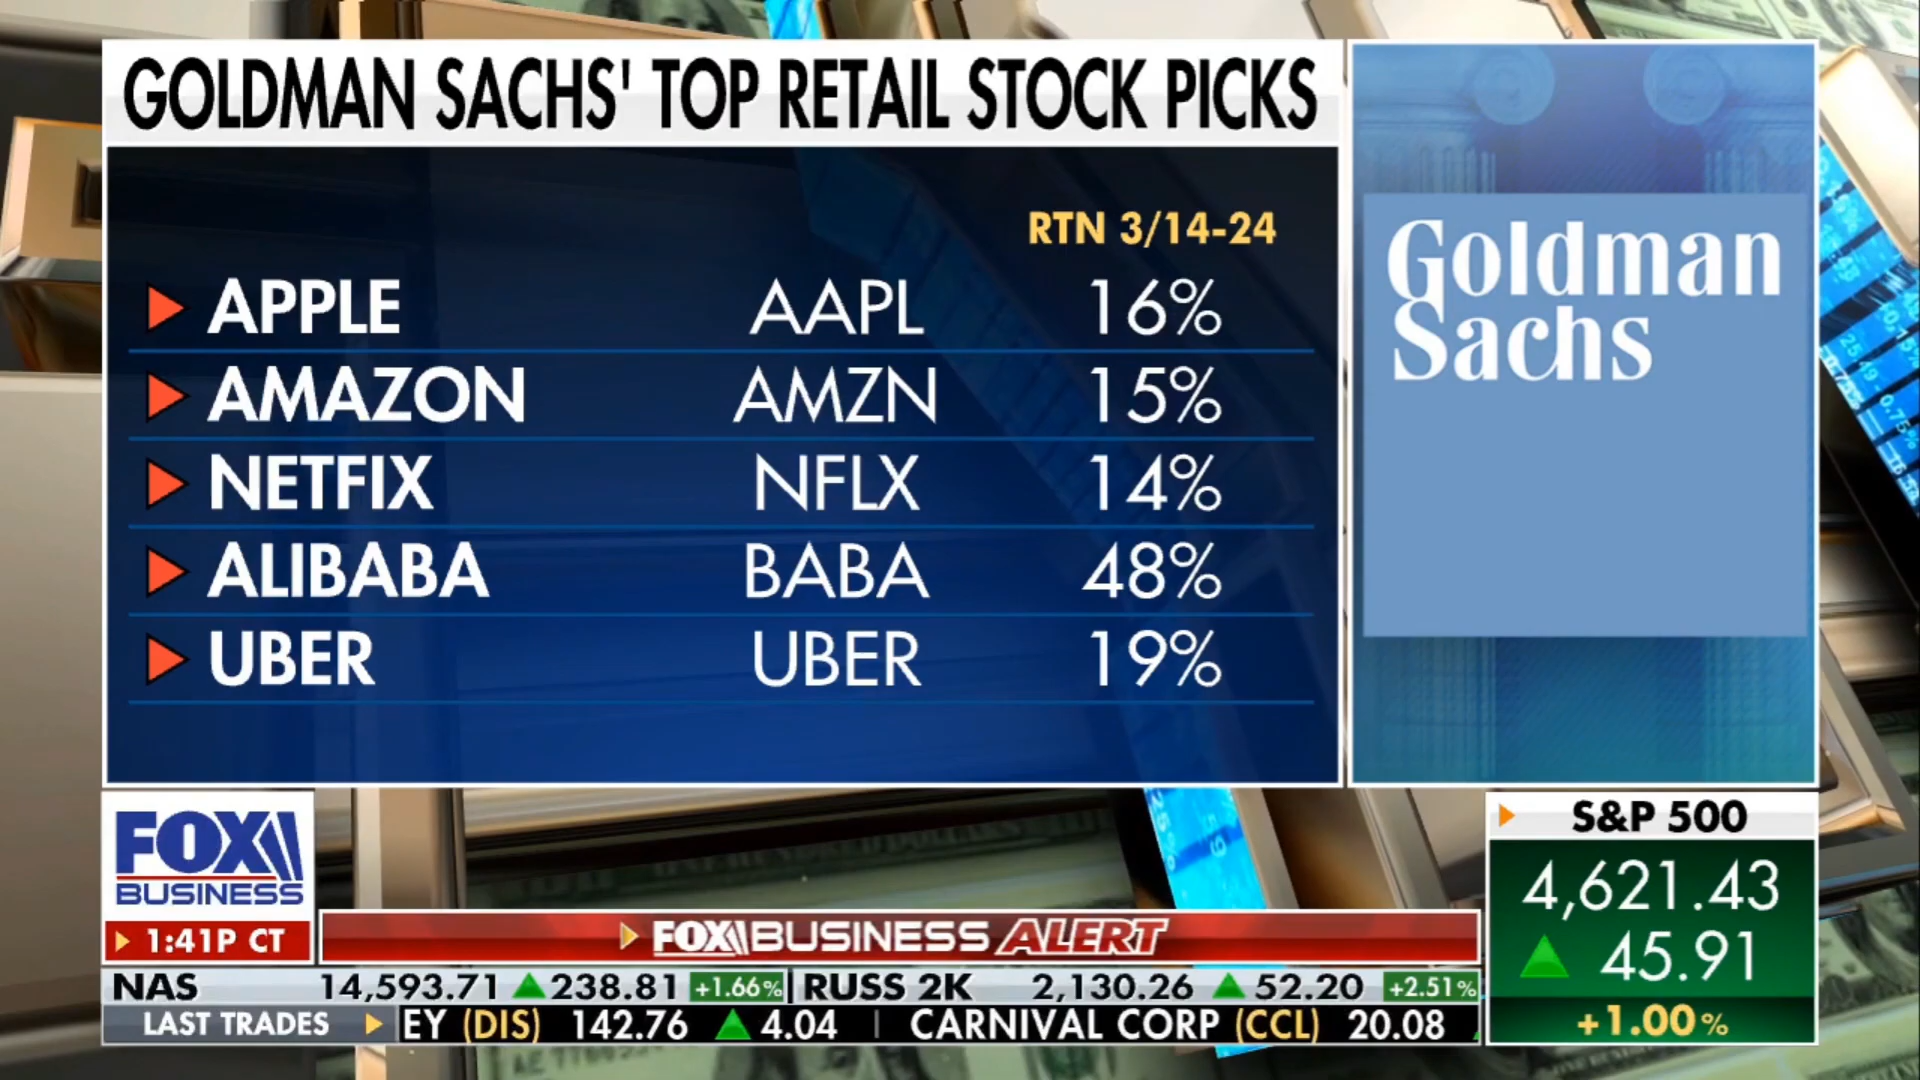 GOLDMAN SACHS' TOP RETAIL STOCK PICKS
RTN 3/14-24
APPLE AAPL 16%
AMAZON AMZN 15%
NETFIX NFLX 14%
ALIBABA BABA 48%
UBER UBER 19%
Goldman
Sachs
FOX
BUSINESS
1:41P CT
FOX BUSINESS ALERT
S&P 500
4,621.43
45.91
+1.00%
NAS 14,593.71 238.81 +1.66% RUSS 2K 2,130.26 52.20 +2.51%
LAST TRADES EY (DIS) 142.76 4.04 CARNIVAL CORP (CCL) 20.08